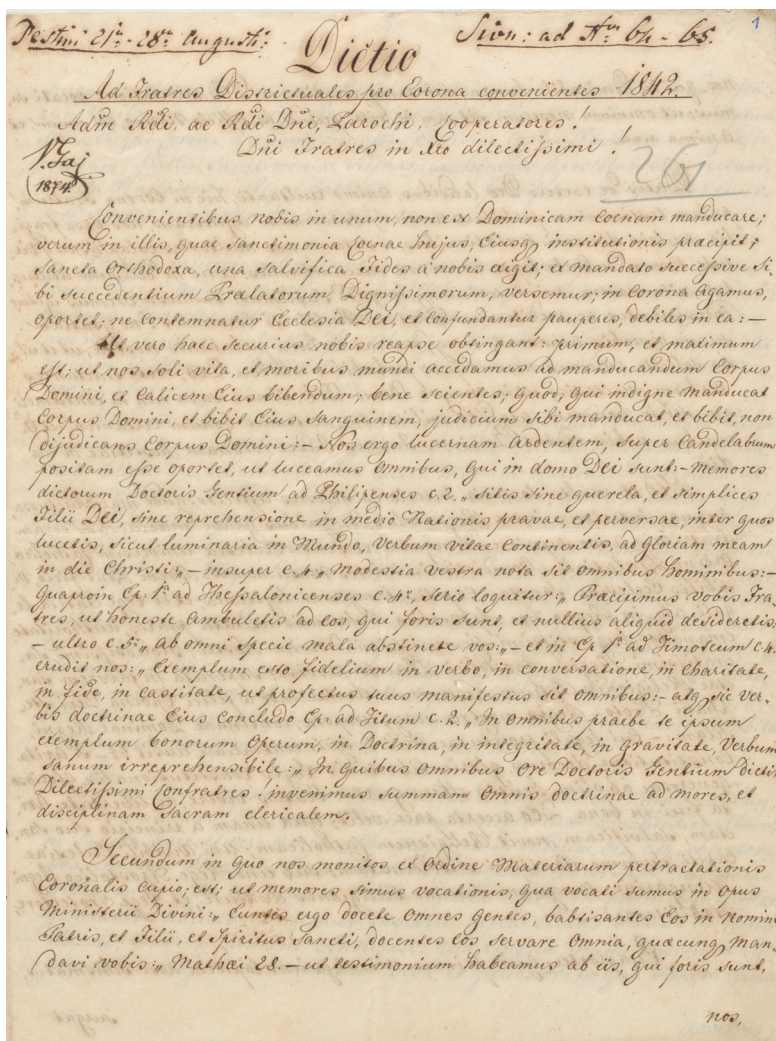 Pestini 21a - 28a Augusti: Sion: ad Nrum 64 - 65. 1
Dictio
Ad Fratres Districtuales pro Corona convenientes 1842.
Adm Rdi, ac Rdi Dni, Parochi, Cooperatores!
Dni Fratres in Xto dilectissimi!
1874
261
Convenientibus nobis in unum, non est Dominicam Coenam manducare;
verum in illis, quae sanctimonia Coenae hujus, Ejusq institutionis praecipit;
Sancta Orthodoxa, una salvifica Fides a nobis exigit; ex mandato successive si-
bi succedentium Praelatorum Dignissimorum, versemur; in Corona agamus,
oportet; ne contemnatur Ecclesia Dei, et confundantur pauperes, debiles in ea: -
Ut vero haec securius nobis reapse obtingant: primum, et maximum
est; ut nos soli vita, et moribus mundi accedamus ad manducandum Corpus
Domini, et Calicem Ejus bibendum; bene scientes; quod, qui indigne manducat
Corpus Domini, et bibit Ejus Sanguinem, judicium sibi manducat, et bibit, non
dijudicans Corpus Domini: - Nos ergo lucernam ardentem, super Candelabrum
positam esse oportet, ut luceamus omnibus, qui in domo Dei sunt: - memores
dictorum Doctoris Gentium ad Philipenses c. 2. „ sitis sine querela, et simplices
Filii Dei, sine reprehensione in medio Nationis pravae, et perversae, inter quos
lucetis, sicut luminaria in Mundo, Verbum vitae continentis, ad gloriam meam
in die Christi:„ - insuper c. 4. „ Modestia vestra nota sit omnibus hominibus: -
quaproin Ep. 1a ad Thessalonicenses c. 4o, serio loquitur:„ Praecipimus vobis Fra-
tres, ut honeste ambuletis ad eos, qui foris sunt, et nullius aliquid desideretis:
- ultro c. 5o „ ab omni specie mala abstinete vos:„ - et in Ep 1a ad Timoteum c. 4.
erudit nos:„ Exemplum esto fidelium in verbo, in conversatione, in charitate,
in fide, in castitate, ut profectus tuus manifestus sit omnibus: - atq sic ver-
bis doctrinae Ejus concludo Ep: ad Titum c. 2. „ In omnibus praebe te ipsum
exemplum bonorum operum, in Doctrina, in integritate, in gravitate, Verbum
sanum irreprehensibile:„ In quibus omnibus ore Doctoris Gentium dictis,
Dilectissimi Confratres! invenimus summam omnis doctrinae ad mores, et
disciplinam sacram clericalem.
Secundum in quo nos monitos, ex ordine Materiarum pertractationis
Coronalis cupio; est; ut memores simus vocationis, qua vocati sumus in opus
Ministerii Divini:„ Euntes ergo docete omnes gentes, babtisantes Eos in Nomine
Patris, et Filii, et Spiritus Sancti, docentes Eos servare omnia, quaecunq man-
davi vobis:„ Mathaei 28. - ut testimonium habeamus ab iis, qui foris sunt,
nos,